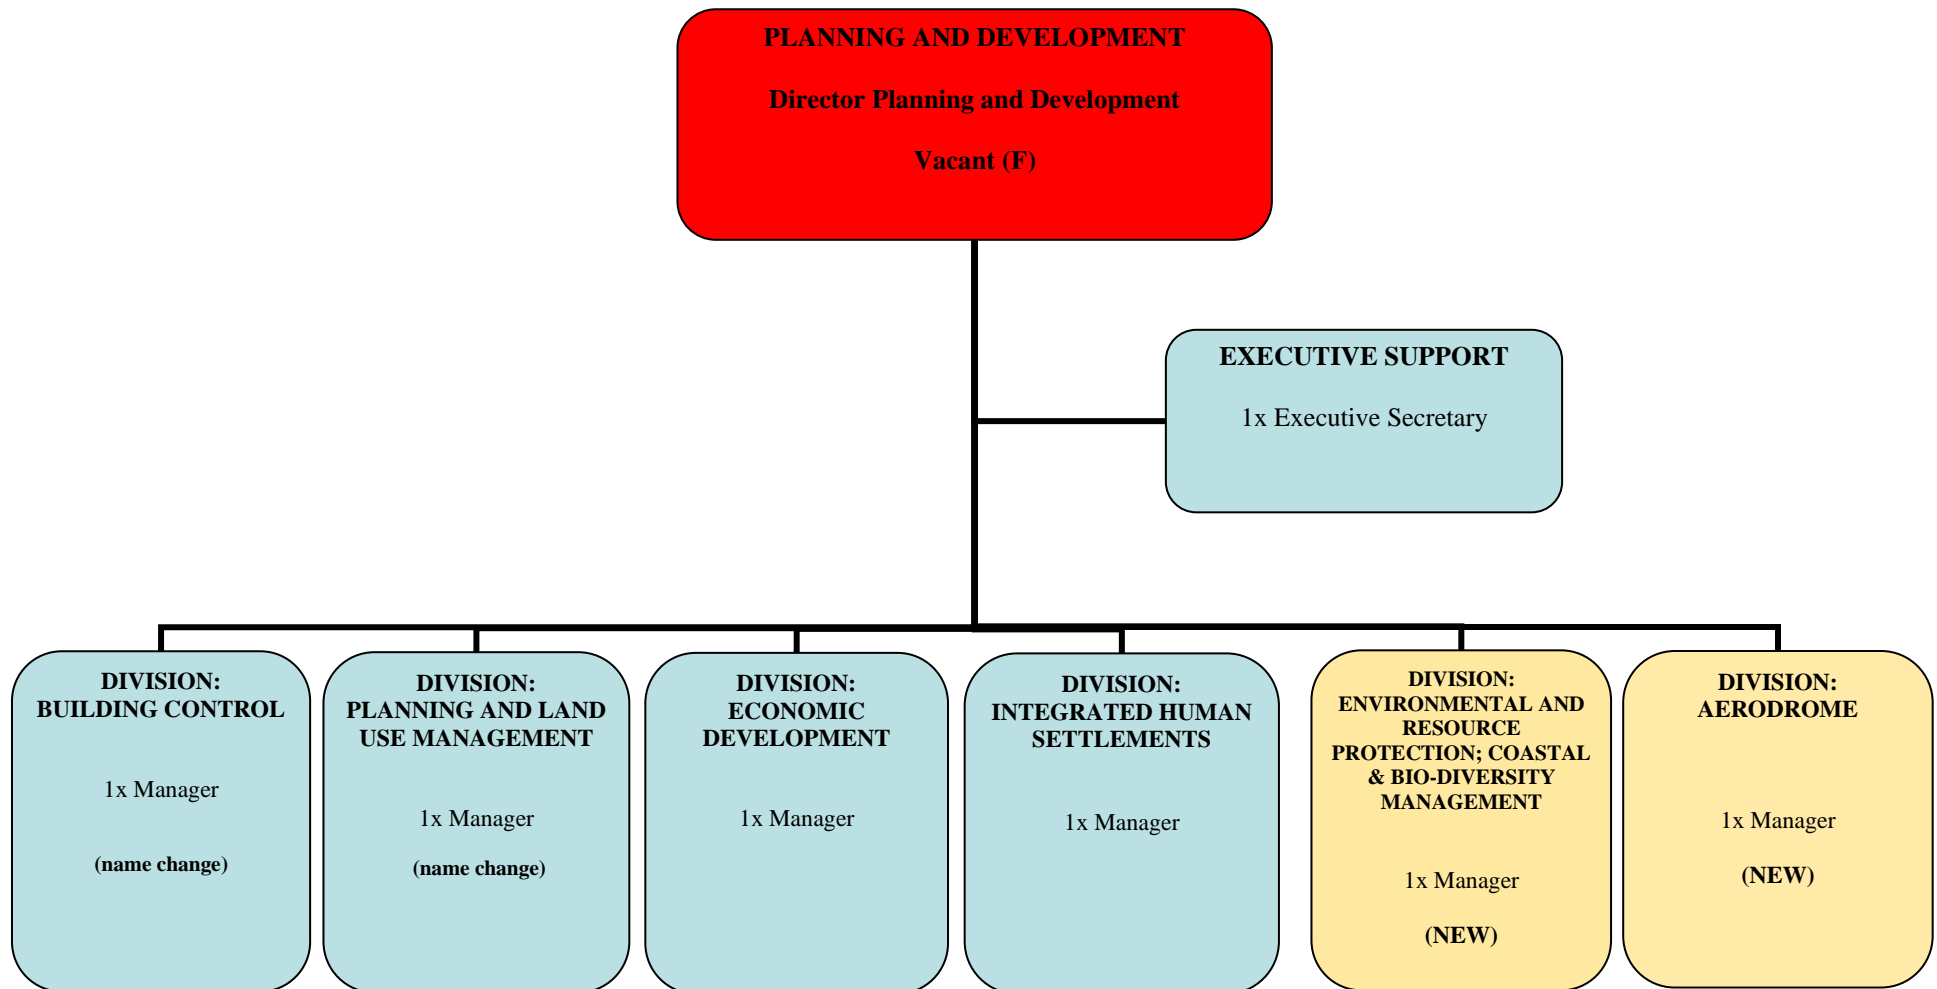 PLANNING AND DEVELOPMENT
Director Planning and Development
Vacant (F)
EXECUTIVE SUPPORT
1x Executive Secretary
DIVISION:
BUILDING CONTROL
1x Manager
(name change)
DIVISION:
PLANNING AND LAND
USE MANAGEMENT
1x Manager
(name change)
DIVISION:
ECONOMIC
DEVELOPMENT
1x Manager
DIVISION:
INTEGRATED HUMAN
SETTLEMENTS
1x Manager
DIVISION:
ENVIRONMENTAL AND
RESOURCE
PROTECTION; COASTAL
& BIO-DIVERSITY
MANAGEMENT
1x Manager
(NEW)
DIVISION:
AERODROME
1x Manager
(NEW)